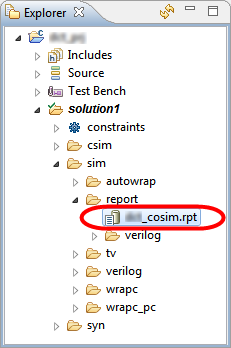 Explorer
Includes
Source
Test Bench
solution1
constraints
csim
sim
autowrap
report
_cosim.rpt
verilog
tv
verilog
wrapc
wrapc_pc
syn